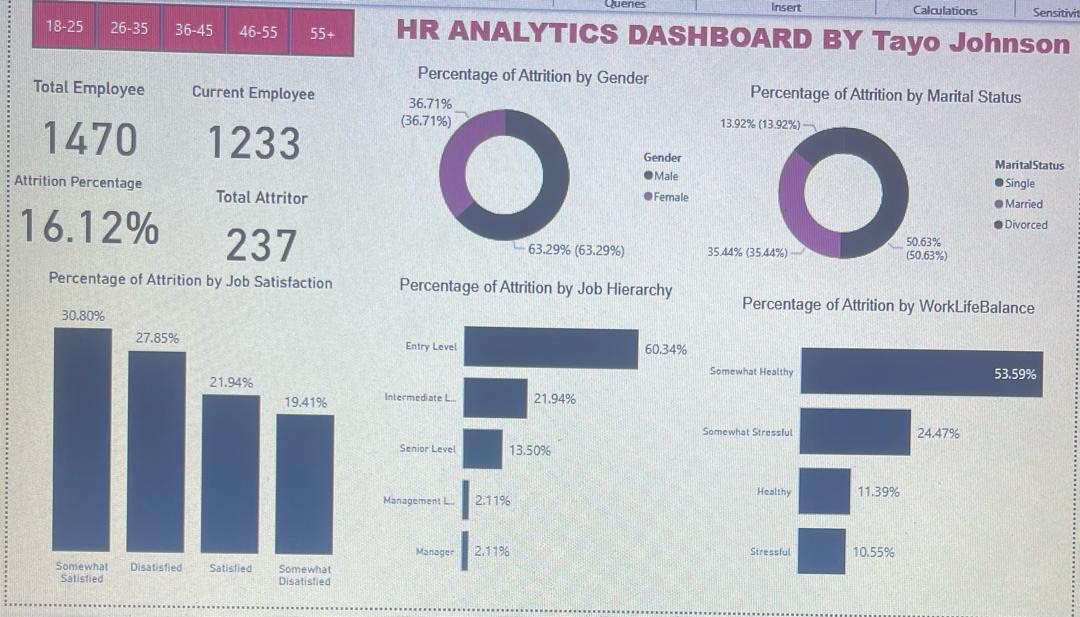 Queries
Insert
Calculations
Sensitivit
18-25
26-35
36-45
46-55
55+
HR ANALYTICS DASHBOARD BY Tayo Johnson
Total Employee
1470
Current Employee
1233
Attrition Percentage
16.12%
Total Attritor
237
Percentage of Attrition by Gender
36.71%
(36.71%)
63.29% (63.29%)
Gender
Male
Female
Percentage of Attrition by Marital Status
13.92% (13.92%)
35.44% (35.44%)
50.63%
(50.63%)
MaritalStatus
Single
Married
Divorced
Percentage of Attrition by Job Satisfaction
30.80%
27.85%
21.94%
19.41%
Somewhat
Satisfied
Disatisfied
Satisfied
Somewhat
Disatisfied
Percentage of Attrition by Job Hierarchy
Entry Level
60.34%
Intermediate L...
21.94%
Senior Level
13.50%
Management L...
2.11%
Manager
2.11%
Percentage of Attrition by WorkLifeBalance
Somewhat Healthy
53.59%
Somewhat Stressful
24.47%
Healthy
11.39%
Stressful
10.55%